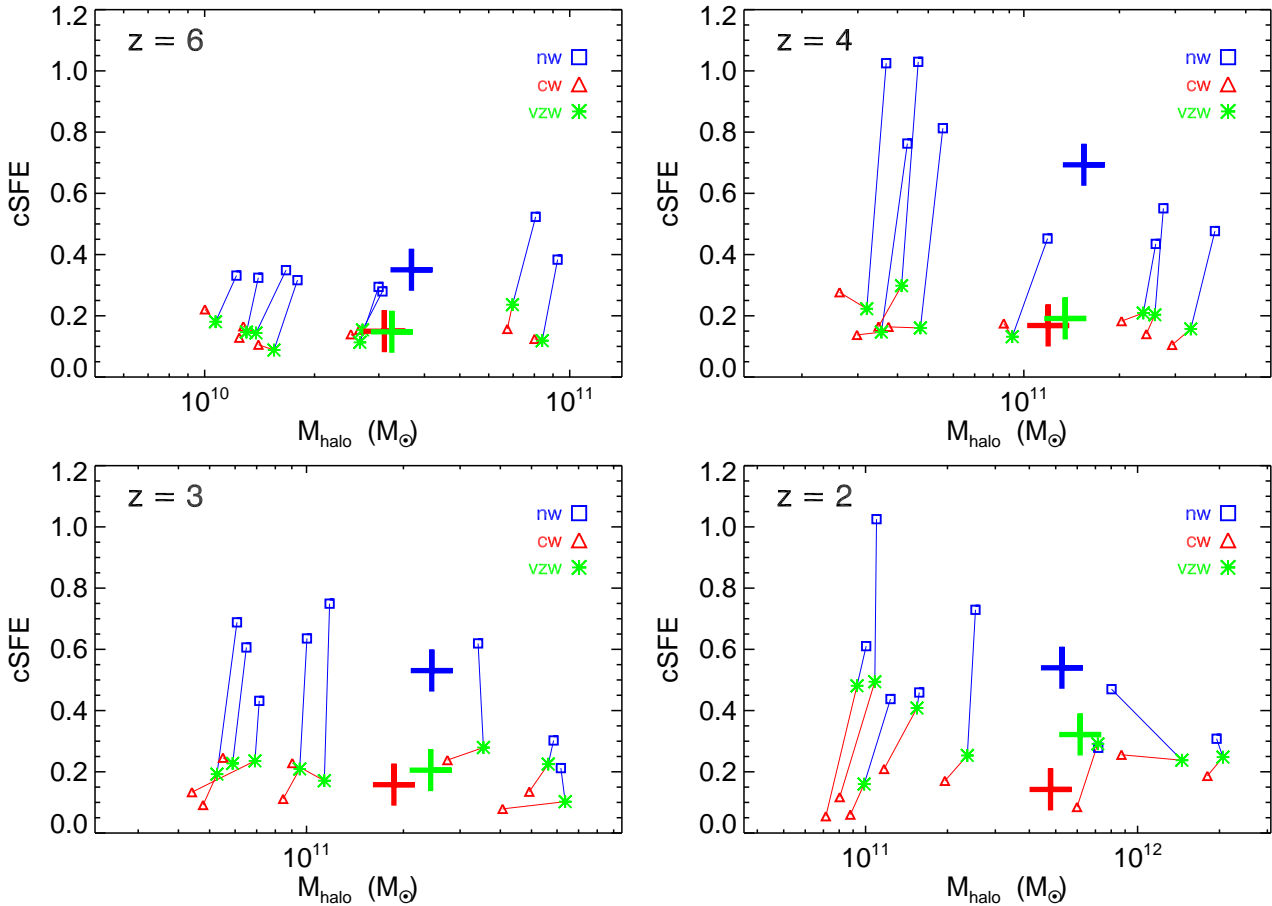 z = 6
nw
cw
vzw
1.2
1.0
0.8
0.6
0.4
0.2
0.0
cSFE
10^10
10^11
M_halo (M_⊙)
z = 4
nw
cw
vzw
1.2
1.0
0.8
0.6
0.4
0.2
0.0
cSFE
10^11
M_halo (M_⊙)
z = 3
nw
cw
vzw
1.2
1.0
0.8
0.6
0.4
0.2
0.0
cSFE
10^11
M_halo (M_⊙)
z = 2
nw
cw
vzw
1.2
1.0
0.8
0.6
0.4
0.2
0.0
cSFE
10^11
10^12
M_halo (M_⊙)